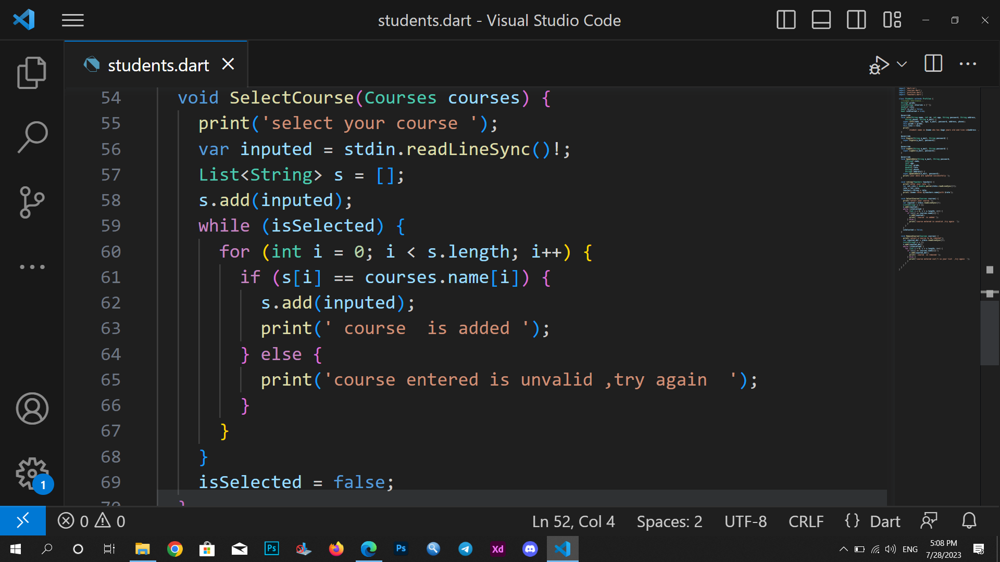 students.dart - Visual Studio Code
students.dart
54 void SelectCourse(Courses courses) {
55 print('select your course ');
56 var inputed = stdin.readLineSync()!;
57 List<String> s = [];
58 s.add(inputed);
59 while (isSelected) {
60 for (int i = 0; i < s.length; i++) {
61 if (s[i] == courses.name[i]) {
62 s.add(inputed);
63 print(' course  is added ');
64 } else {
65 print('course entered is unvalid ,try again  ');
66 }
67 }
68 }
69 isSelected = false;
70 }
1
0 0 Ln 52, Col 4 Spaces: 2 UTF-8 CRLF {} Dart
Ps Ps Xd ENG 5:08 PM
7/28/2023